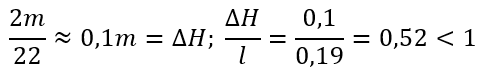 2m/22 ≈ 0,1m = ΔH; ΔH/l = 0,1/0,19 = 0,52 < 1